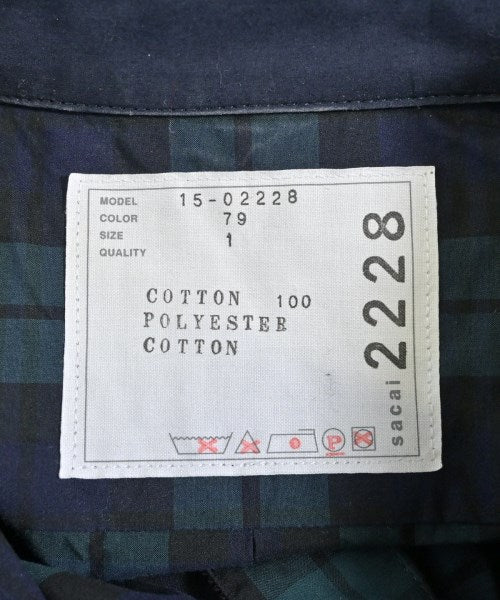 MODEL 15-02228
COLOR 79
SIZE 1
QUALITY
COTTON 100
POLYESTER
COTTON
P
sacai 2228